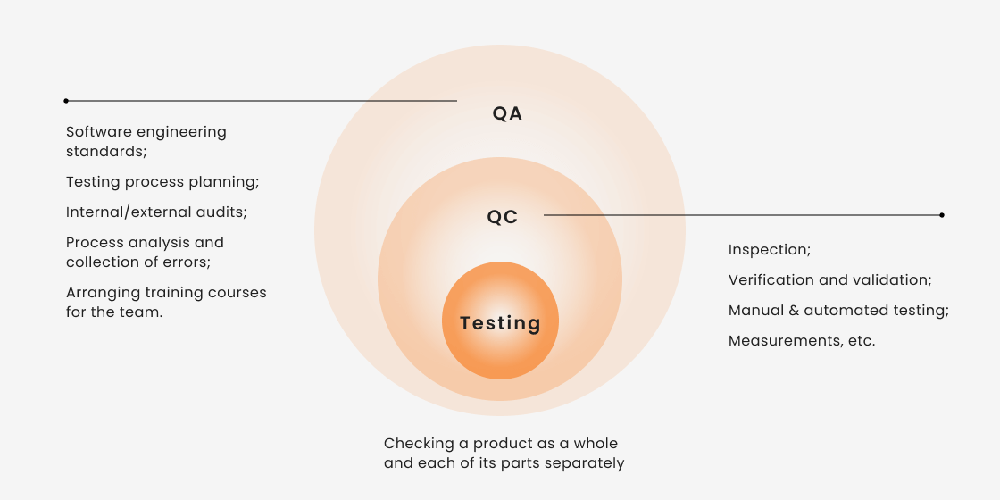 QA
Software engineering
standards;
Testing process planning;
Internal/external audits;
Process analysis and
collection of errors;
Arranging training courses
for the team.
QC
Inspection;
Verification and validation;
Manual & automated testing;
Measurements, etc.
Testing
Checking a product as a whole
and each of its parts separately